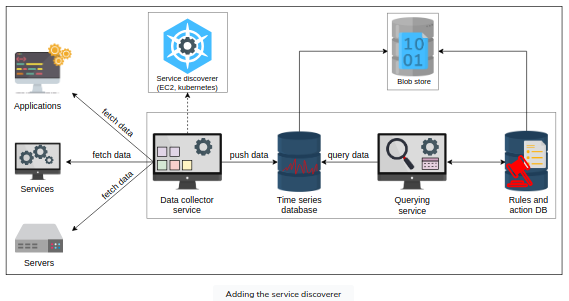 Service discoverer
(EC2, kubernetes)
10
01
Blob store
Applications
fetch data
fetch data
fetch data
push data
query data
Services
Servers
Data collector
service
Time series
database
Querying
service
Rules and
action DB
Adding the service discoverer